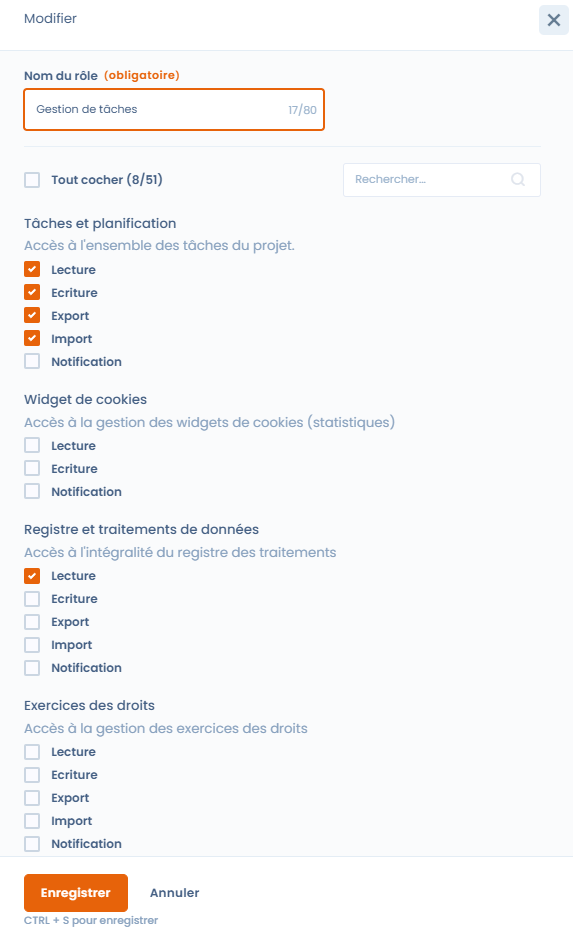 Modifier
Nom du rôle (obligatoire)
Gestion de tâches 17/80
Tout cocher (8/51) Rechercher...
Tâches et planification
Accès à l'ensemble des tâches du projet.
Lecture
Ecriture
Export
Import
Notification
Widget de cookies
Accès à la gestion des widgets de cookies (statistiques)
Lecture
Ecriture
Notification
Registre et traitements de données
Accès à l'intégralité du registre des traitements
Lecture
Ecriture
Export
Import
Notification
Exercices des droits
Accès à la gestion des exercices des droits
Lecture
Ecriture
Export
Import
Notification
Enregistrer Annuler
CTRL + S pour enregistrer